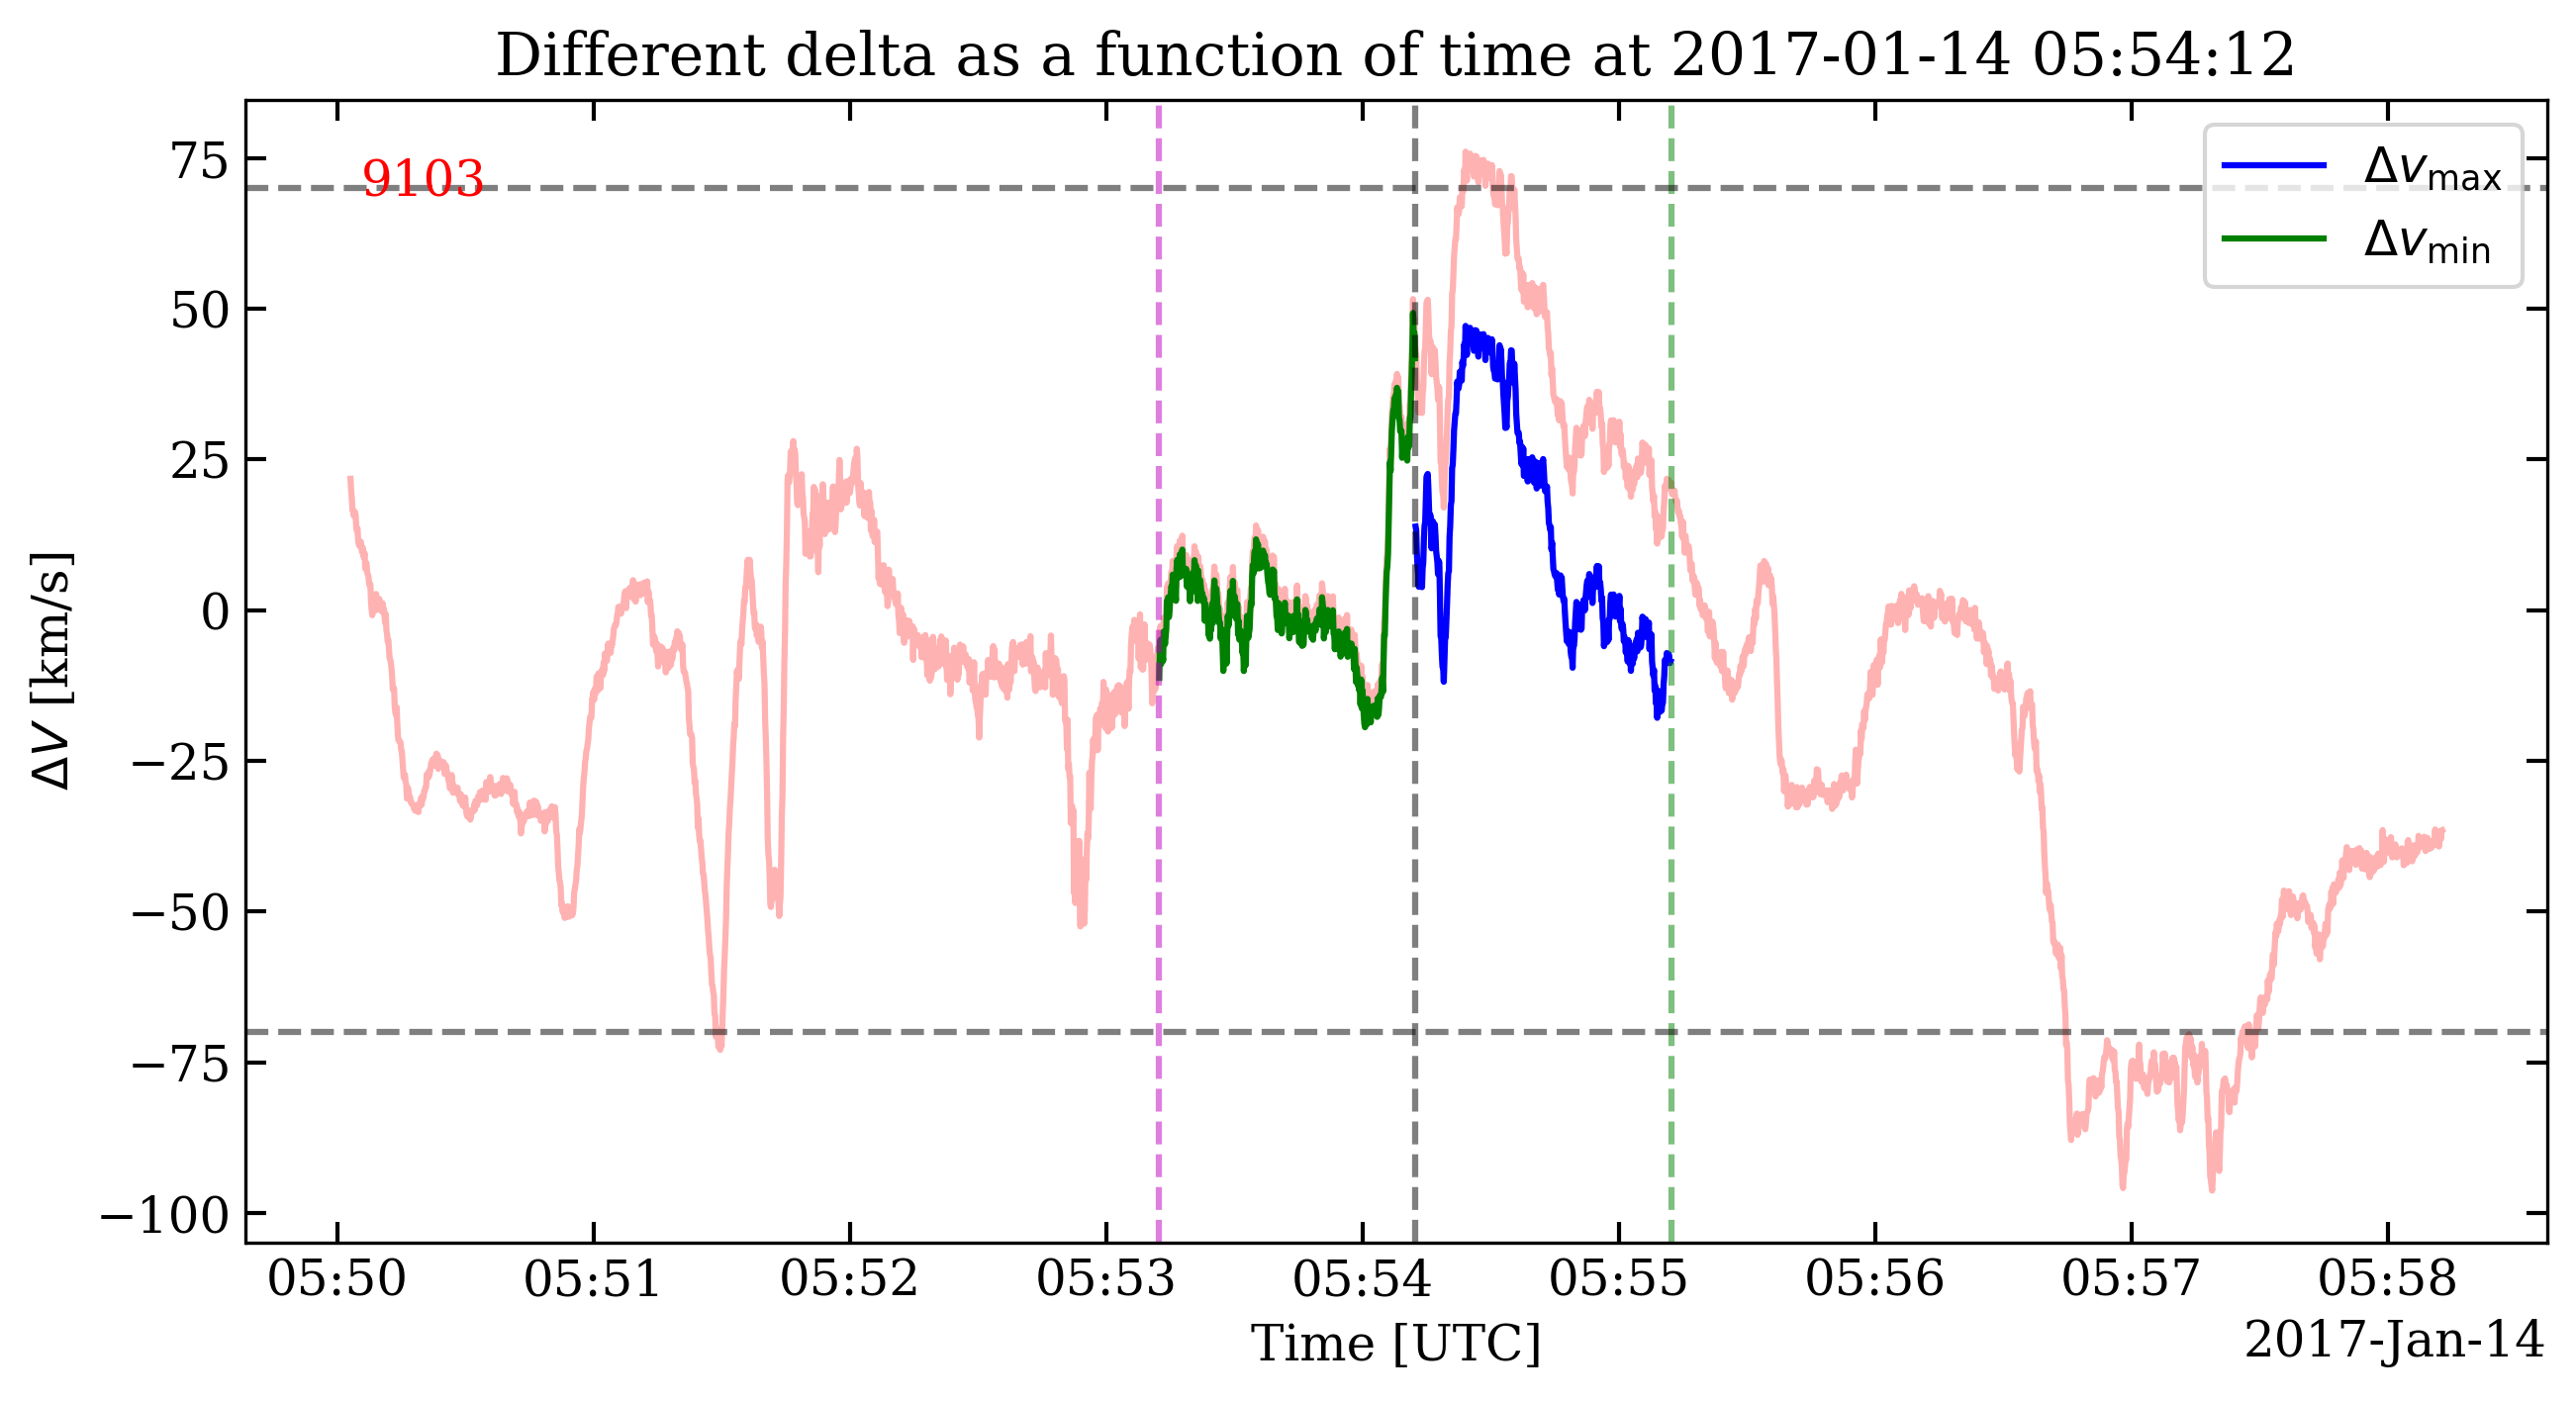 Different delta as a function of time at 2017-01-14 05:54:12
9103
Δv_max
Δv_min
ΔV [km/s]
75
50
25
0
−25
−50
−75
−100
05:50 05:51 05:52 05:53 05:54 05:55 05:56 05:57 05:58
Time [UTC]
2017-Jan-14